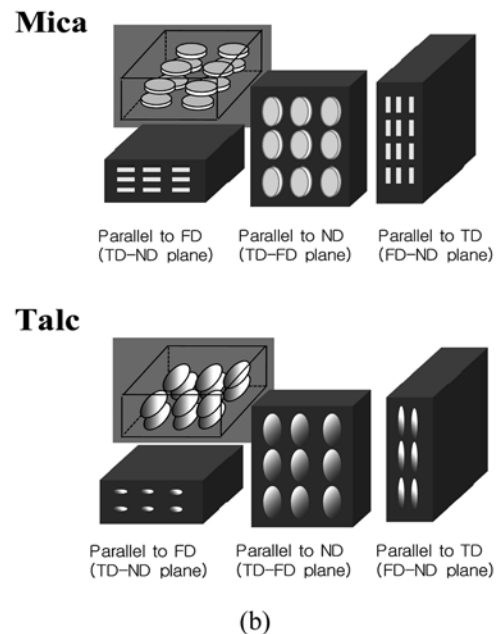 Mica
Parallel to FD
(TD-ND plane)
Parallel to ND
(TD-FD plane)
Parallel to TD
(FD-ND plane)
Talc
Parallel to FD
(TD-ND plane)
Parallel to ND
(TD-FD plane)
Parallel to TD
(FD-ND plane)
(b)